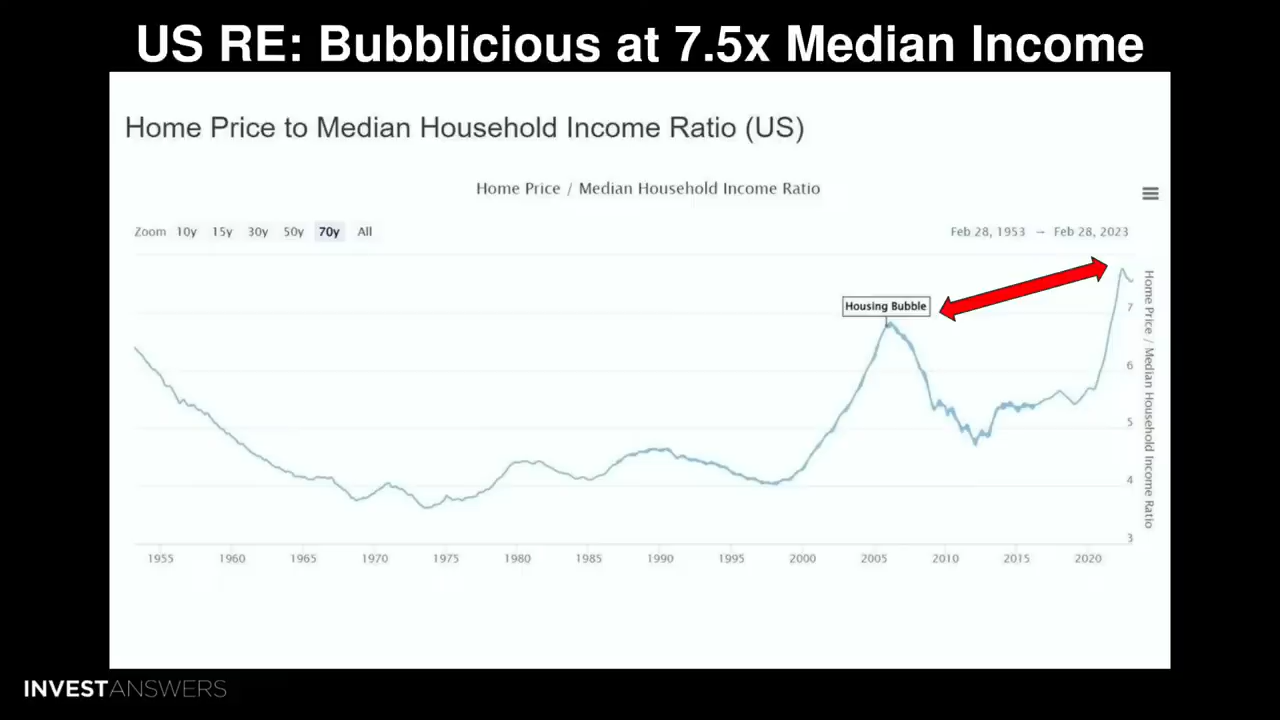 US RE: Bubblicious at 7.5x Median Income
Home Price to Median Household Income Ratio (US)
Home Price / Median Household Income Ratio
Zoom 10y 15y 30y 50y 70y All
Feb 28, 1953 → Feb 28, 2023
Housing Bubble
7
6
5
4
3
Home Price / Median Household Income Ratio
1955 1960 1965 1970 1975 1980 1985 1990 1995 2000 2005 2010 2015 2020
INVESTANSWERS